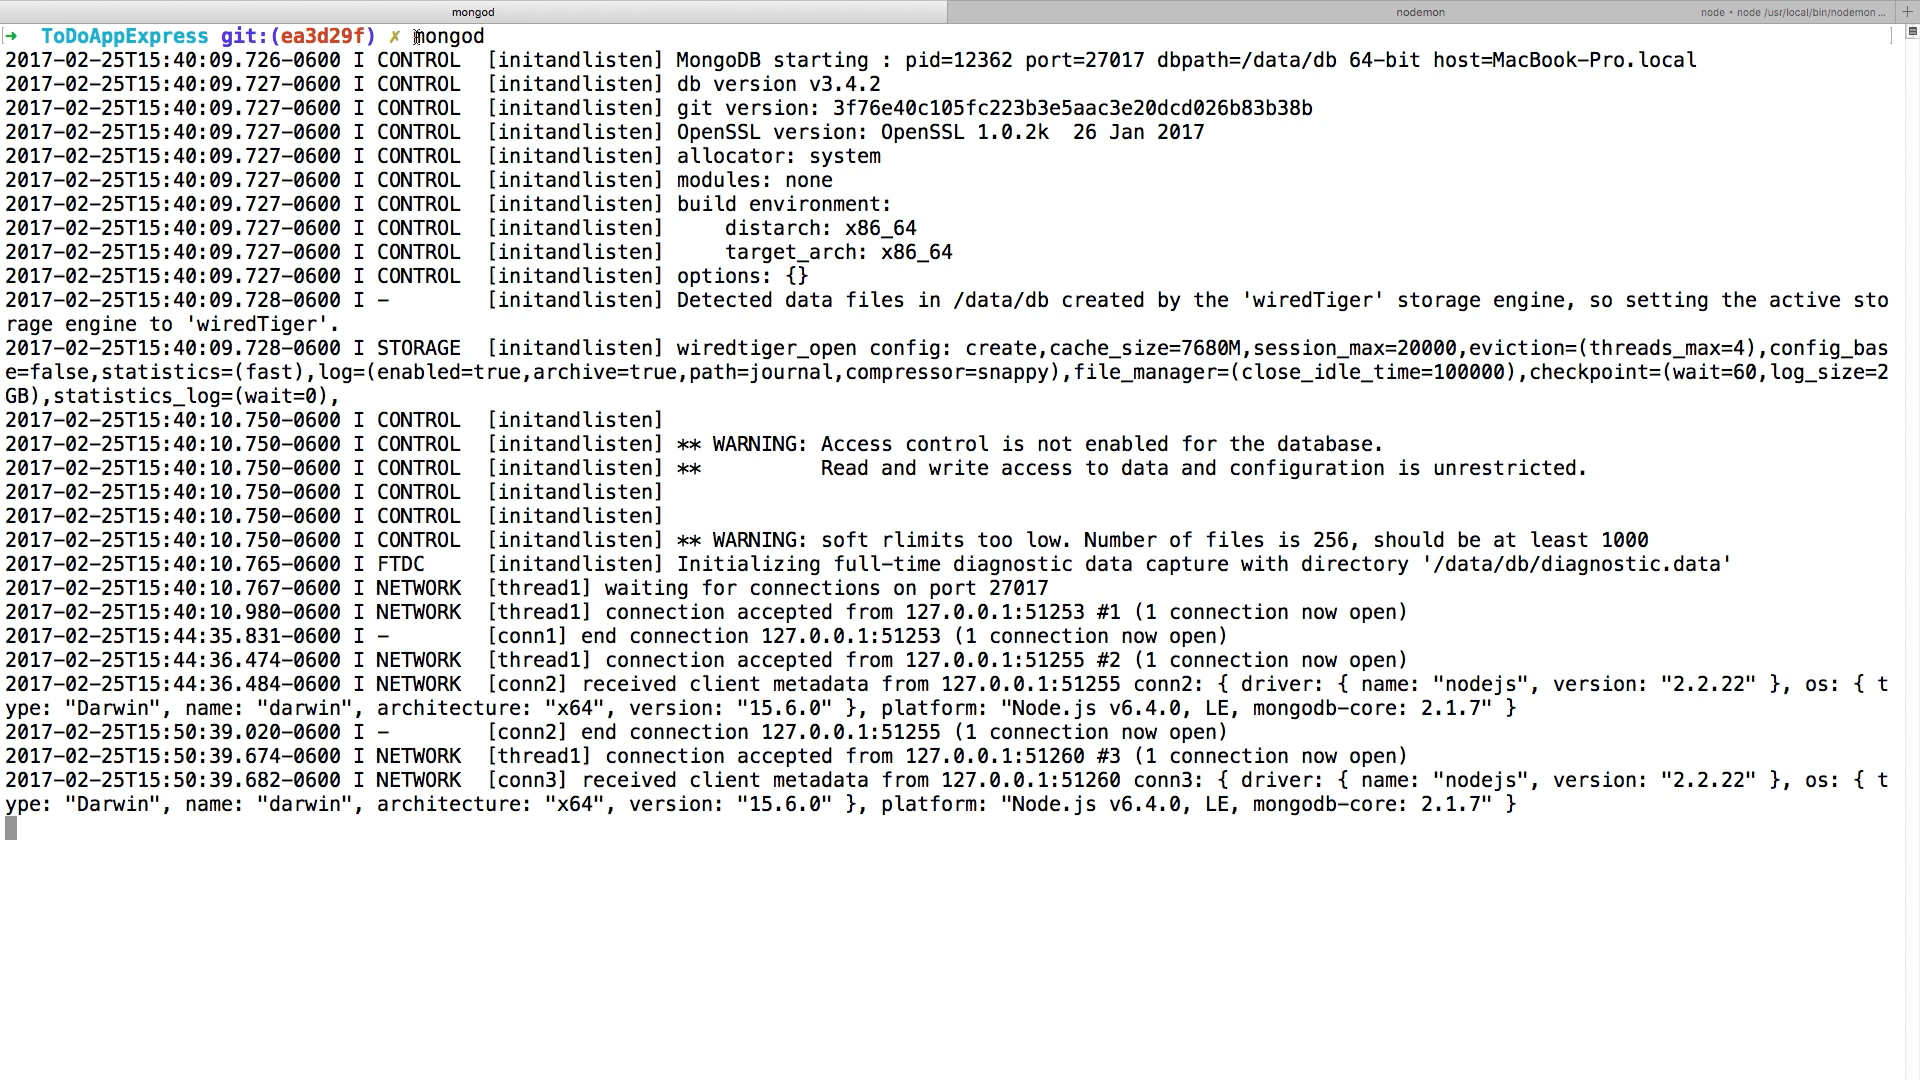 mongod
nodemon
node • node /usr/local/bin/nodemon ...
+
→ ToDoAppExpress git:(ea3d29f) ✗ mongod
2017-02-25T15:40:09.726-0600 I CONTROL  [initandlisten] MongoDB starting : pid=12362 port=27017 dbpath=/data/db 64-bit host=MacBook-Pro.local
2017-02-25T15:40:09.727-0600 I CONTROL  [initandlisten] db version v3.4.2
2017-02-25T15:40:09.727-0600 I CONTROL  [initandlisten] git version: 3f76e40c105fc223b3e5aac3e20dcd026b83b38b
2017-02-25T15:40:09.727-0600 I CONTROL  [initandlisten] OpenSSL version: OpenSSL 1.0.2k  26 Jan 2017
2017-02-25T15:40:09.727-0600 I CONTROL  [initandlisten] allocator: system
2017-02-25T15:40:09.727-0600 I CONTROL  [initandlisten] modules: none
2017-02-25T15:40:09.727-0600 I CONTROL  [initandlisten] build environment:
2017-02-25T15:40:09.727-0600 I CONTROL  [initandlisten]     distarch: x86_64
2017-02-25T15:40:09.727-0600 I CONTROL  [initandlisten]     target_arch: x86_64
2017-02-25T15:40:09.727-0600 I CONTROL  [initandlisten] options: {}
2017-02-25T15:40:09.728-0600 I -        [initandlisten] Detected data files in /data/db created by the 'wiredTiger' storage engine, so setting the active sto
rage engine to 'wiredTiger'.
2017-02-25T15:40:09.728-0600 I STORAGE  [initandlisten] wiredtiger_open config: create,cache_size=7680M,session_max=20000,eviction=(threads_max=4),config_bas
e=false,statistics=(fast),log=(enabled=true,archive=true,path=journal,compressor=snappy),file_manager=(close_idle_time=100000),checkpoint=(wait=60,log_size=2
GB),statistics_log=(wait=0),
2017-02-25T15:40:10.750-0600 I CONTROL  [initandlisten]
2017-02-25T15:40:10.750-0600 I CONTROL  [initandlisten] ** WARNING: Access control is not enabled for the database.
2017-02-25T15:40:10.750-0600 I CONTROL  [initandlisten] **          Read and write access to data and configuration is unrestricted.
2017-02-25T15:40:10.750-0600 I CONTROL  [initandlisten]
2017-02-25T15:40:10.750-0600 I CONTROL  [initandlisten]
2017-02-25T15:40:10.750-0600 I CONTROL  [initandlisten] ** WARNING: soft rlimits too low. Number of files is 256, should be at least 1000
2017-02-25T15:40:10.765-0600 I FTDC     [initandlisten] Initializing full-time diagnostic data capture with directory '/data/db/diagnostic.data'
2017-02-25T15:40:10.767-0600 I NETWORK  [thread1] waiting for connections on port 27017
2017-02-25T15:40:10.980-0600 I NETWORK  [thread1] connection accepted from 127.0.0.1:51253 #1 (1 connection now open)
2017-02-25T15:44:35.831-0600 I -        [conn1] end connection 127.0.0.1:51253 (1 connection now open)
2017-02-25T15:44:36.474-0600 I NETWORK  [thread1] connection accepted from 127.0.0.1:51255 #2 (1 connection now open)
2017-02-25T15:44:36.484-0600 I NETWORK  [conn2] received client metadata from 127.0.0.1:51255 conn2: { driver: { name: "nodejs", version: "2.2.22" }, os: { t
ype: "Darwin", name: "darwin", architecture: "x64", version: "15.6.0" }, platform: "Node.js v6.4.0, LE, mongodb-core: 2.1.7" }
2017-02-25T15:50:39.020-0600 I -        [conn2] end connection 127.0.0.1:51255 (1 connection now open)
2017-02-25T15:50:39.674-0600 I NETWORK  [thread1] connection accepted from 127.0.0.1:51260 #3 (1 connection now open)
2017-02-25T15:50:39.682-0600 I NETWORK  [conn3] received client metadata from 127.0.0.1:51260 conn3: { driver: { name: "nodejs", version: "2.2.22" }, os: { t
ype: "Darwin", name: "darwin", architecture: "x64", version: "15.6.0" }, platform: "Node.js v6.4.0, LE, mongodb-core: 2.1.7" }